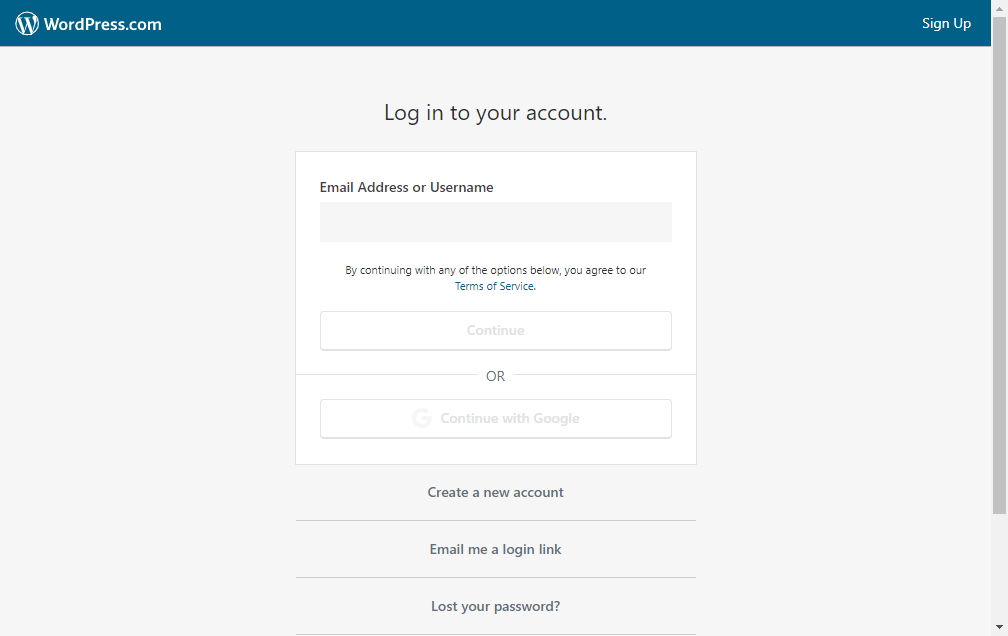 WordPress.com
Sign Up
Log in to your account.
Email Address or Username
By continuing with any of the options below, you agree to our
Terms of Service.
Continue
OR
Continue with Google
Create a new account
Email me a login link
Lost your password?